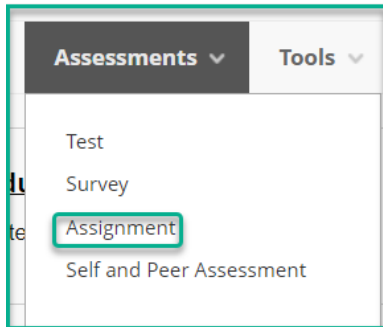 Assessments Tools
Test
Survey
Assignment
Self and Peer Assessment